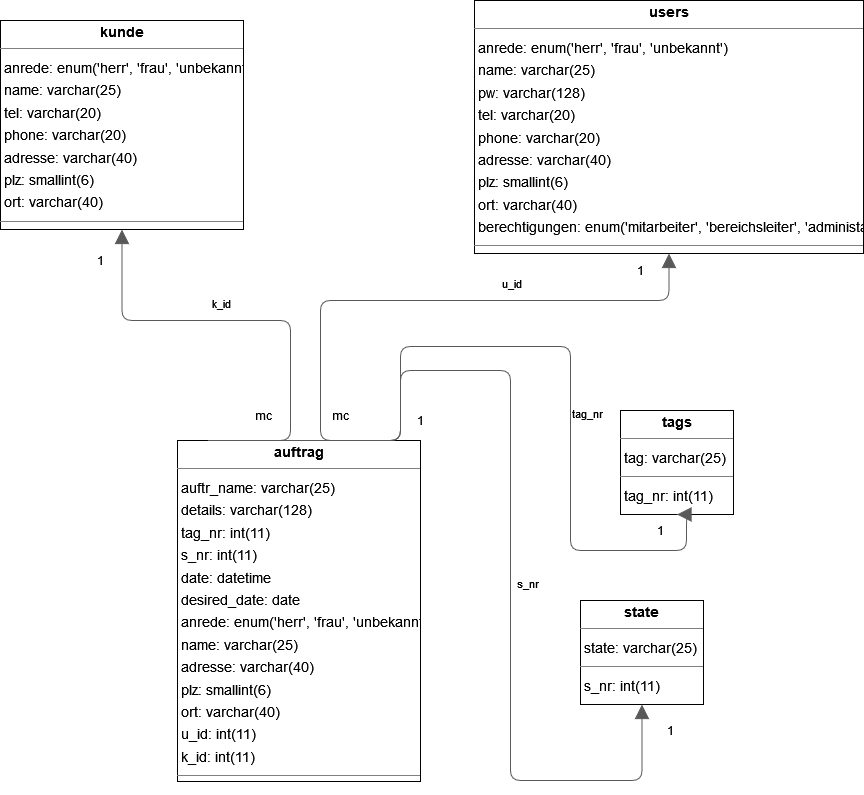 kunde
anrede: enum('herr', 'frau', 'unbekannt'
name: varchar(25)
tel: varchar(20)
phone: varchar(20)
adresse: varchar(40)
plz: smallint(6)
ort: varchar(40)
users
anrede: enum('herr', 'frau', 'unbekannt')
name: varchar(25)
pw: varchar(128)
tel: varchar(20)
phone: varchar(20)
adresse: varchar(40)
plz: smallint(6)
ort: varchar(40)
berechtigungen: enum('mitarbeiter', 'bereichsleiter', 'administa
1
1
u_id
k_id
mc
mc
1
tag_nr
tags
tag: varchar(25)
tag_nr: int(11)
1
auftrag
auftr_name: varchar(25)
details: varchar(128)
tag_nr: int(11)
s_nr: int(11)
date: datetime
desired_date: date
anrede: enum('herr', 'frau', 'unbekannt
name: varchar(25)
adresse: varchar(40)
plz: smallint(6)
ort: varchar(40)
u_id: int(11)
k_id: int(11)
s_nr
state
state: varchar(25)
s_nr: int(11)
1